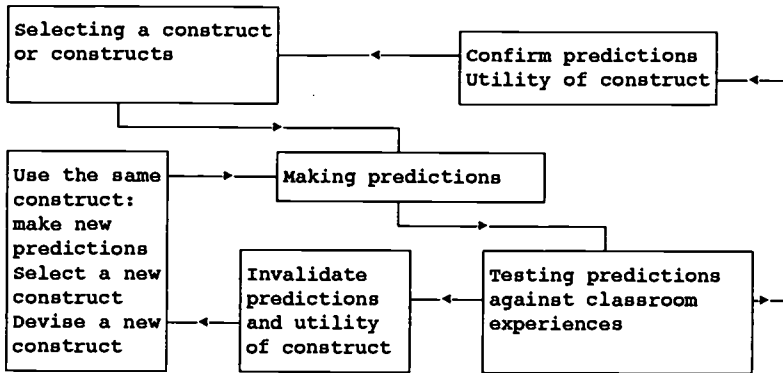 Selecting a construct
or constructs
Confirm predictions
Utility of construct
Making predictions
Use the same
construct:
make new
predictions
Select a new
construct
Devise a new
construct
Invalidate
predictions
and utility
of construct
Testing predictions
against classroom
experiences